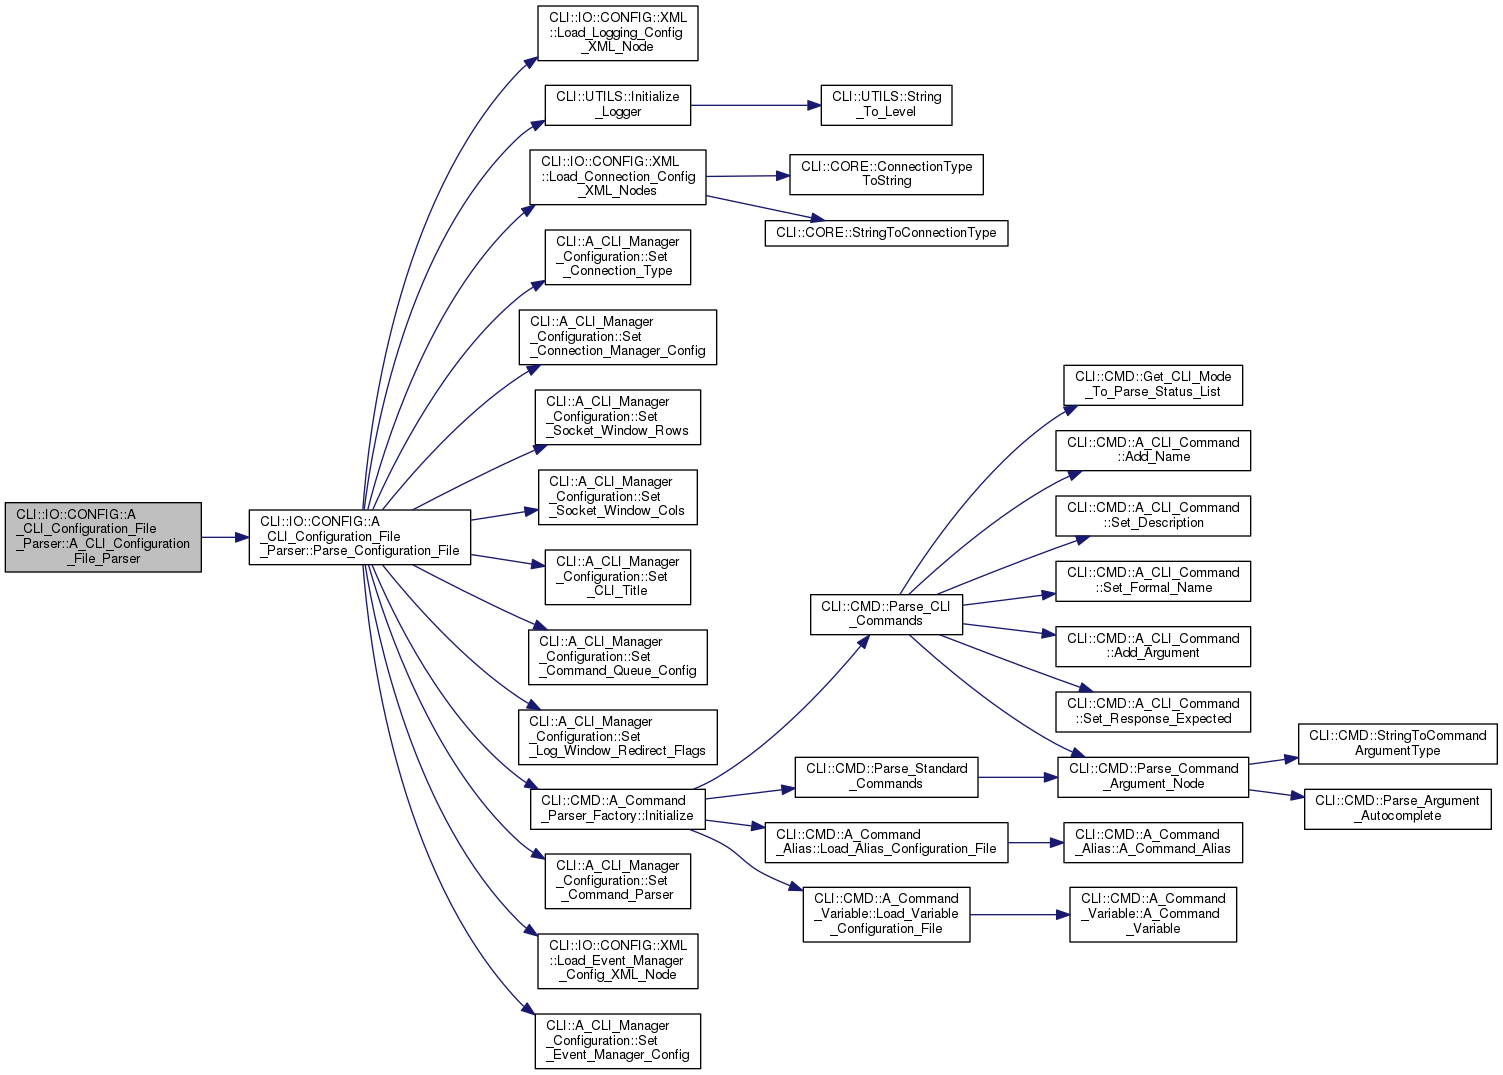 CLI::IO::CONFIG::A
_CLI_Configuration_File
_Parser::A_CLI_Configuration
_File_Parser
CLI::IO::CONFIG::A
_CLI_Configuration_File
_Parser::Parse_Configuration_File
CLI::IO::CONFIG::XML
::Load_Logging_Config
_XML_Node
CLI::UTILS::Initialize
_Logger
CLI::UTILS::String
_To_Level
CLI::IO::CONFIG::XML
::Load_Connection_Config
_XML_Nodes
CLI::CORE::ConnectionType
ToString
CLI::CORE::StringToConnectionType
CLI::A_CLI_Manager
_Configuration::Set
_Connection_Type
CLI::A_CLI_Manager
_Configuration::Set
_Connection_Manager_Config
CLI::A_CLI_Manager
_Configuration::Set
_Socket_Window_Rows
CLI::A_CLI_Manager
_Configuration::Set
_Socket_Window_Cols
CLI::A_CLI_Manager
_Configuration::Set
_CLI_Title
CLI::A_CLI_Manager
_Configuration::Set
_Command_Queue_Config
CLI::A_CLI_Manager
_Configuration::Set
_Log_Window_Redirect_Flags
CLI::CMD::A_Command
_Parser_Factory::Initialize
CLI::A_CLI_Manager
_Configuration::Set
_Command_Parser
CLI::IO::CONFIG::XML
::Load_Event_Manager
_Config_XML_Node
CLI::A_CLI_Manager
_Configuration::Set
_Event_Manager_Config
CLI::CMD::Parse_CLI
_Commands
CLI::CMD::Parse_Standard
_Commands
CLI::CMD::A_Command
_Alias::Load_Alias_Configuration_File
CLI::CMD::A_Command
_Variable::Load_Variable
_Configuration_File
CLI::CMD::Get_CLI_Mode
_To_Parse_Status_List
CLI::CMD::A_CLI_Command
::Add_Name
CLI::CMD::A_CLI_Command
::Set_Description
CLI::CMD::A_CLI_Command
::Set_Formal_Name
CLI::CMD::A_CLI_Command
::Add_Argument
CLI::CMD::A_CLI_Command
::Set_Response_Expected
CLI::CMD::Parse_Command
_Argument_Node
CLI::CMD::A_Command
_Alias::A_Command_Alias
CLI::CMD::A_Command
_Variable::A_Command
_Variable
CLI::CMD::StringToCommand
ArgumentType
CLI::CMD::Parse_Argument
_Autocomplete